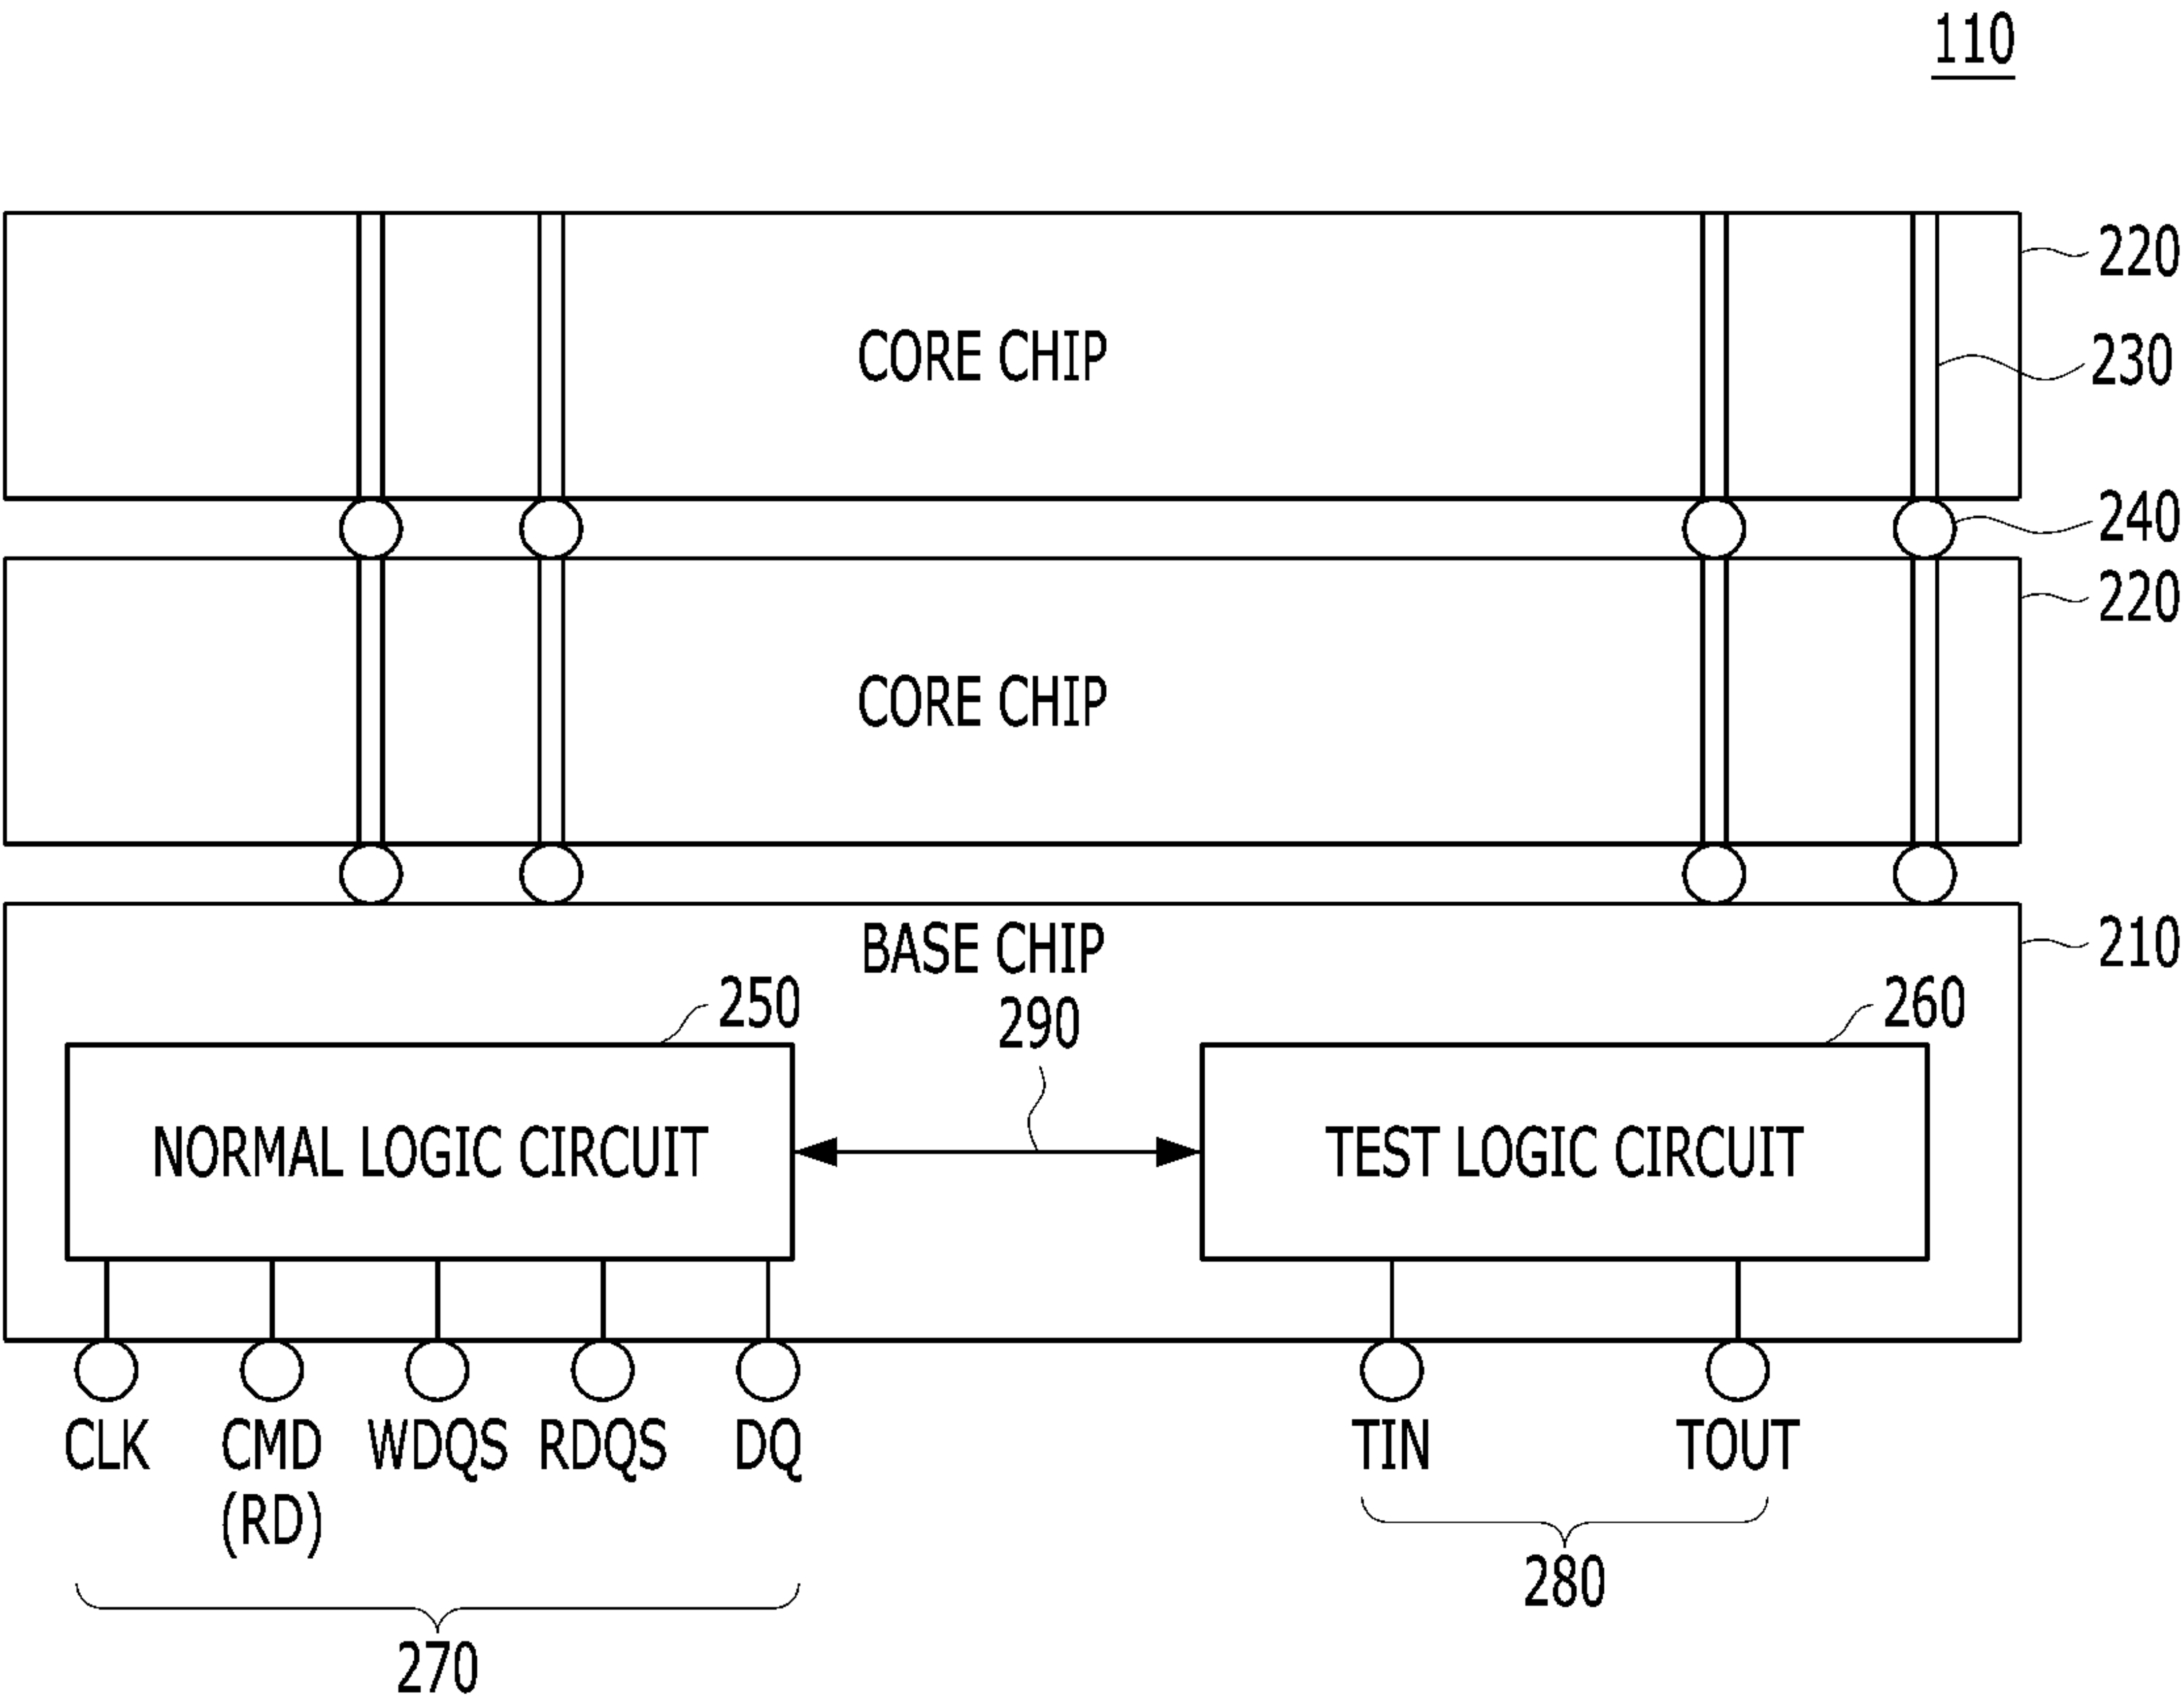 110
220
CORE CHIP
230
240
220
CORE CHIP
210
BASE CHIP
250
290
260
NORMAL LOGIC CIRCUIT
TEST LOGIC CIRCUIT
CLK CMD WDQS RDQS DQ TIN TOUT
(RD)
280
270